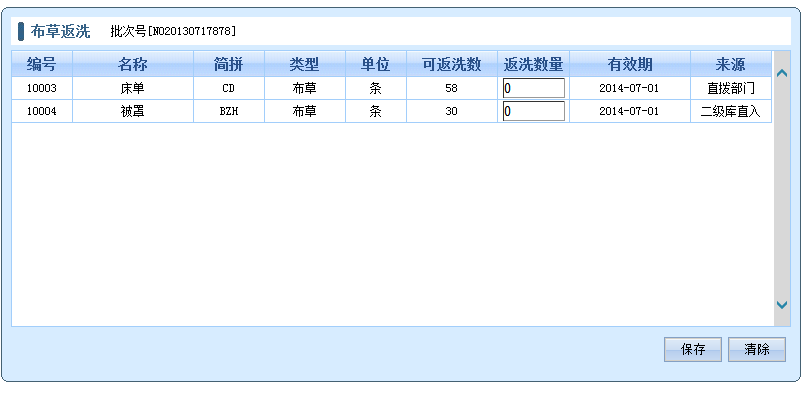 布草返洗 批次号[NO20130717878]
编号 名称 简拼 类型 单位 可返洗数 返洗数量 有效期 来源
10003 床单 CD 布草 条 58 0 2014-07-01 直拨部门
10004 被罩 BZH 布草 条 30 0 2014-07-01 二级库直入
保存 清除